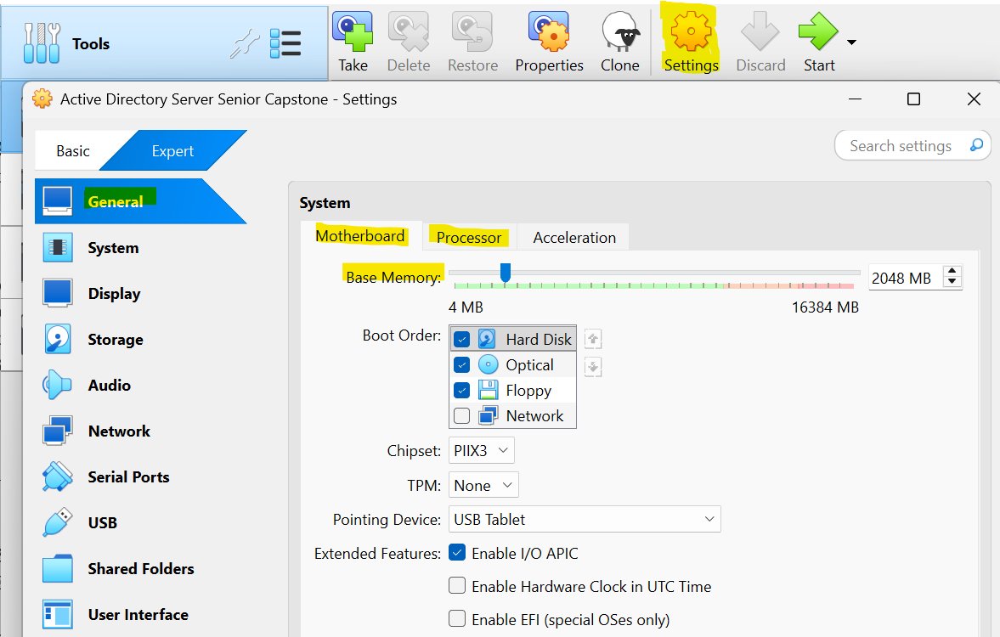 Tools
Take
Delete
Restore
Properties
Clone
Settings
Discard
Start
Active Directory Server Senior Capstone - Settings
Basic
Expert
Search settings
General
System
Display
Storage
Audio
Network
Serial Ports
USB
Shared Folders
User Interface
System
Motherboard
Processor
Acceleration
Base Memory:
2048 MB
4 MB
16384 MB
Boot Order:
Hard Disk
Optical
Floppy
Network
Chipset:
PIIX3
TPM:
None
Pointing Device:
USB Tablet
Extended Features:
Enable I/O APIC
Enable Hardware Clock in UTC Time
Enable EFI (special OSes only)